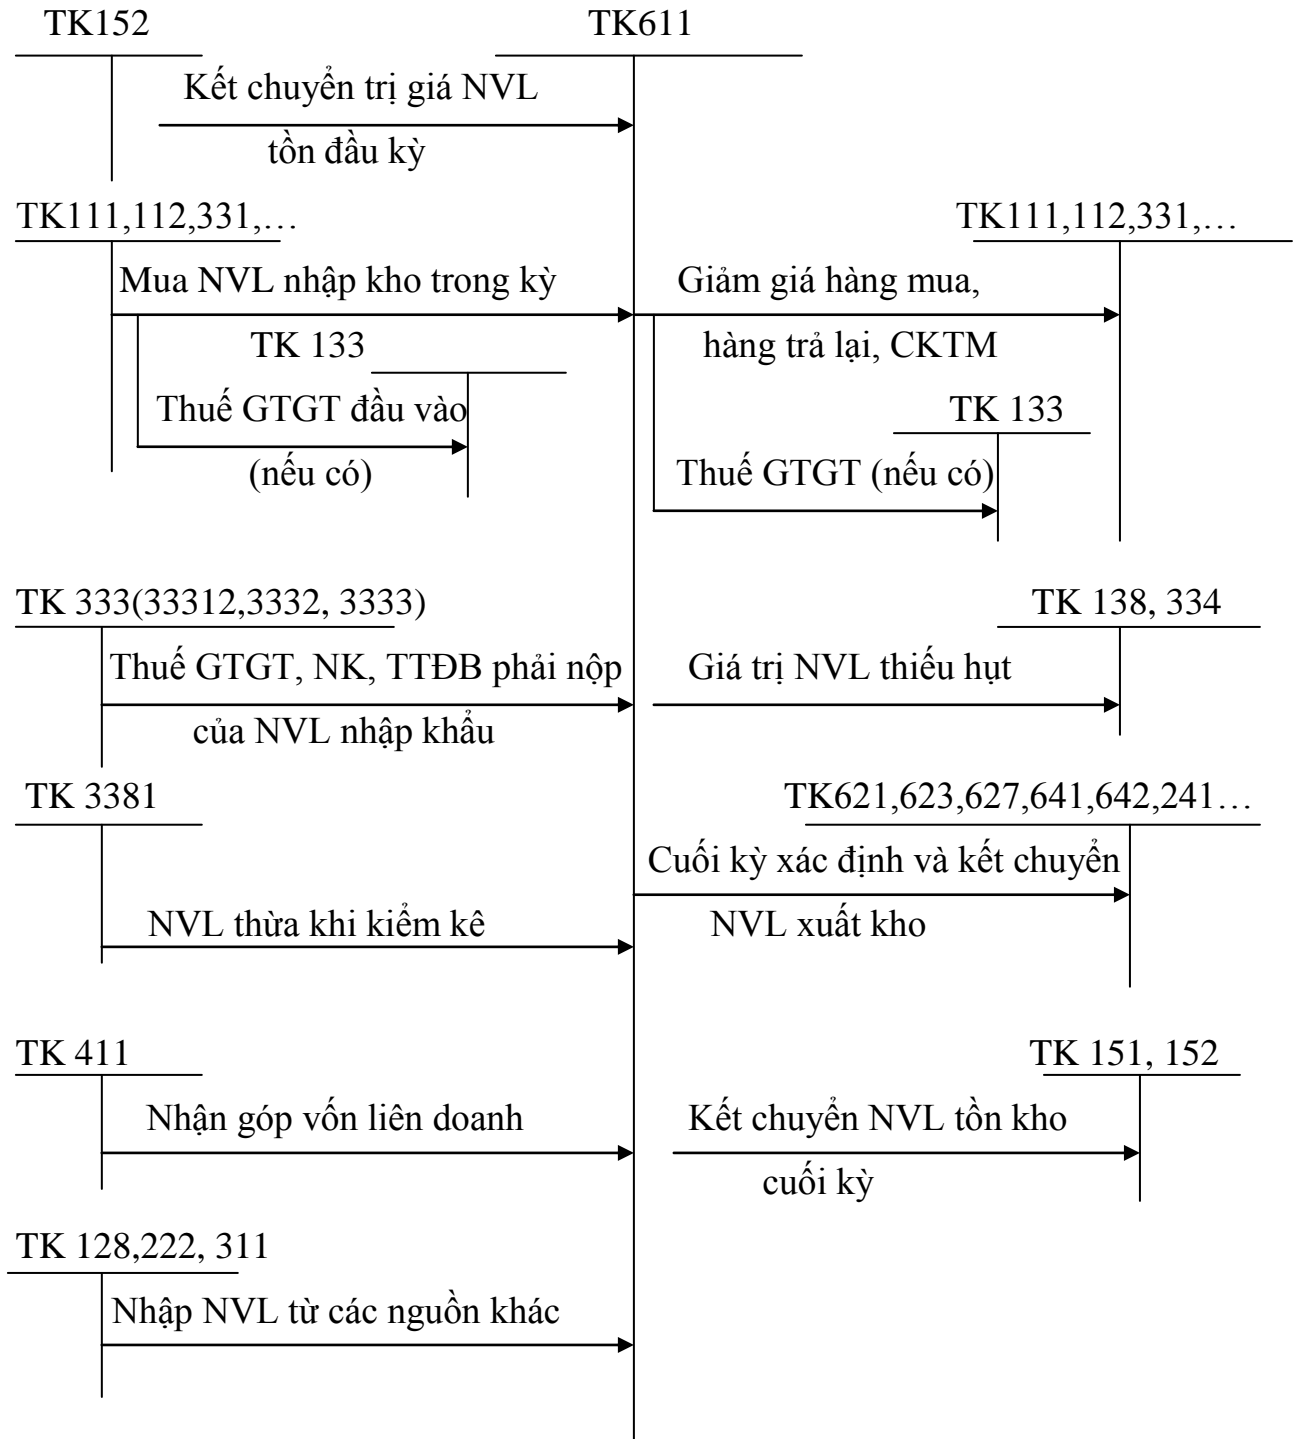 TK152
TK611
Kết chuyển trị giá NVL
tồn đầu kỳ
TK111,112,331,…
TK111,112,331,…
Mua NVL nhập kho trong kỳ
Giảm giá hàng mua,
TK 133
hàng trả lại, CKTM
Thuế GTGT đầu vào
TK 133
(nếu có)
Thuế GTGT (nếu có)
TK 333(33312,3332, 3333)
TK 138, 334
Thuế GTGT, NK, TTĐB phải nộp
Giá trị NVL thiếu hụt
của NVL nhập khẩu
TK 3381
TK621,623,627,641,642,241…
Cuối kỳ xác định và kết chuyển
NVL thừa khi kiểm kê
NVL xuất kho
TK 411
TK 151, 152
Nhận góp vốn liên doanh
Kết chuyển NVL tồn kho
cuối kỳ
TK 128,222, 311
Nhập NVL từ các nguồn khác